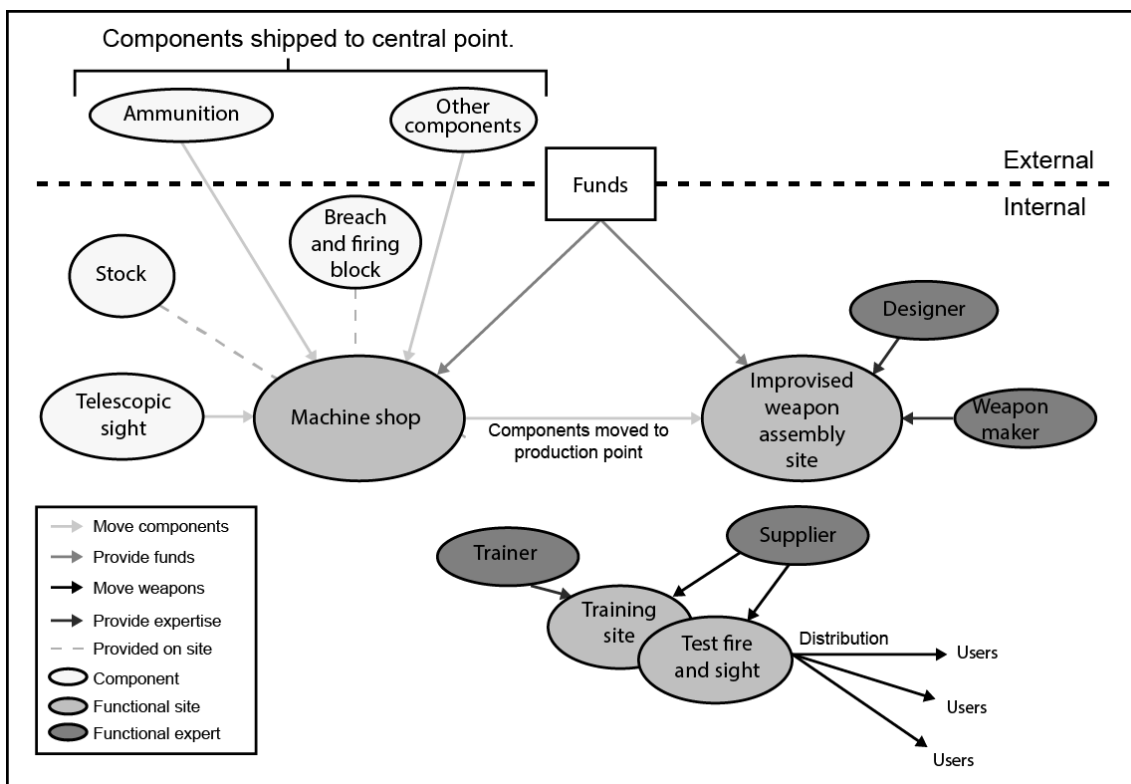 Components shipped to central point.
Ammunition
Other
components
External
Funds
Internal
Breach
and firing
block
Stock
Designer
Telescopic
sight
Machine shop
Improvised
weapon
assembly
site
Weapon
maker
Components moved to
production point
Move components
Provide funds
Move weapons
Provide expertise
Provided on site
Component
Functional site
Functional expert
Trainer
Supplier
Training
site
Test fire
and sight
Distribution
Users
Users
Users